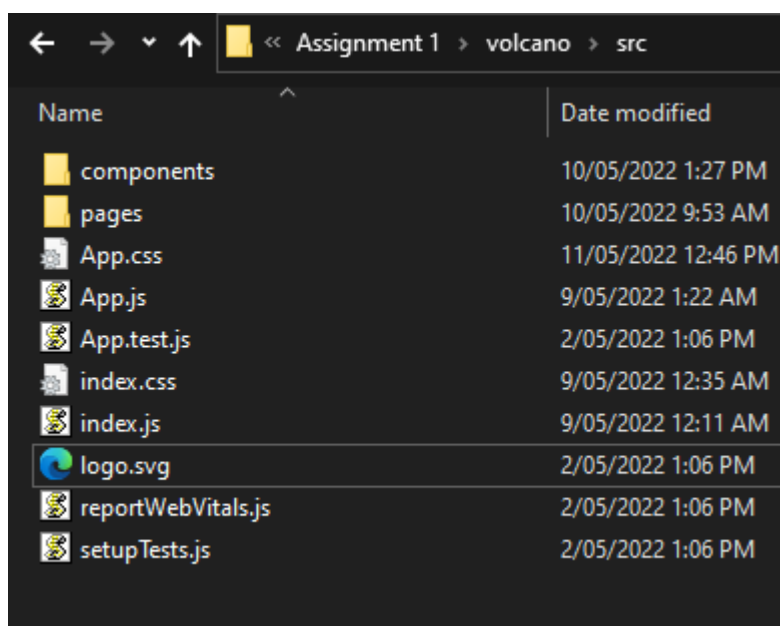 « Assignment 1 > volcano > src
Name Date modified
components 10/05/2022 1:27 PM
pages 10/05/2022 9:53 AM
App.css 11/05/2022 12:46 PM
App.js 9/05/2022 1:22 AM
App.test.js 2/05/2022 1:06 PM
index.css 9/05/2022 12:35 AM
index.js 9/05/2022 12:11 AM
logo.svg 2/05/2022 1:06 PM
reportWebVitals.js 2/05/2022 1:06 PM
setupTests.js 2/05/2022 1:06 PM